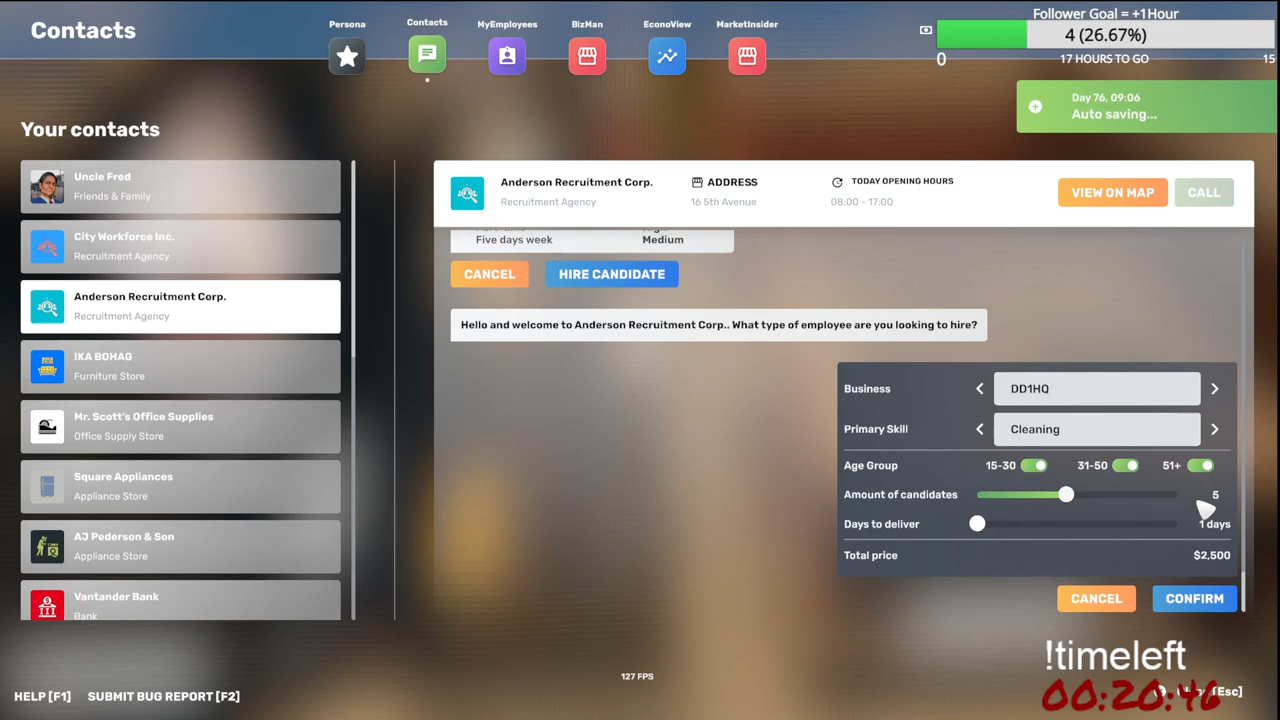 Contacts
Persona
Contacts
MyEmployees
BizMan
EconoView
MarketInsider
Follower Goal = +1Hour
4 (26.67%)
0
17 HOURS TO GO
15
Day 76, 09:06
Auto saving...
Your contacts
Uncle Fred
Friends & Family
City Workforce Inc.
Recruitment Agency
Anderson Recruitment Corp.
Recruitment Agency
IKA BOHAG
Furniture Store
Mr. Scott's Office Supplies
Office Supply Store
Square Appliances
Appliance Store
AJ Pederson & Son
Appliance Store
Vantander Bank
Bank
Anderson Recruitment Corp.
Recruitment Agency
ADDRESS
16 5th Avenue
TODAY OPENING HOURS
08:00 - 17:00
VIEW ON MAP
CALL
Five days week
Medium
CANCEL
HIRE CANDIDATE
Hello and welcome to Anderson Recruitment Corp.. What type of employee are you looking to hire?
Business
DD1HQ
Primary Skill
Cleaning
Age Group
15-30
31-50
51+
Amount of candidates
5
Days to deliver
1 days
Total price
$2,500
CANCEL
CONFIRM
127 FPS
!timeleft
00:20:46
[Esc]
HELP [F1]
SUBMIT BUG REPORT [F2]